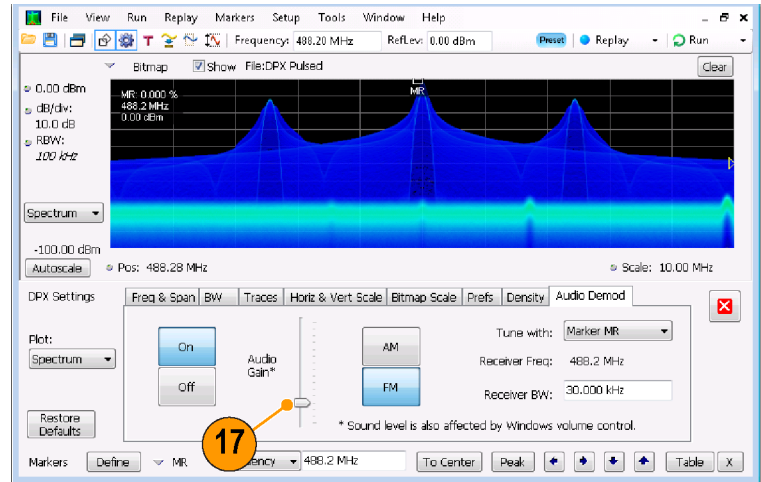 File View Run Replay Markers Setup Tools Window Help
Frequency: 488.20 MHz RefLev: 0.00 dBm Preset Replay Run
Bitmap Show File:DPX Pulsed Clear
0.00 dBm
dB/div:
10.0 dB
RBW:
100 kHz
MR: 0.000 %
488.2 MHz
0.00 dBm
MR
Spectrum
-100.00 dBm
Autoscale Pos: 488.28 MHz Scale: 10.00 MHz
DPX Settings Freq & Span BW Traces Horiz & Vert Scale Bitmap Scale Prefs Density Audio Demod
Plot:
Spectrum
On
Off
Audio
Gain*
AM
FM
Tune with: Marker MR
Receiver Freq: 488.2 MHz
Receiver BW: 30.000 kHz
* Sound level is also affected by Windows volume control.
Restore
Defaults
17
Markers Define MR 488.2 MHz To Center Peak Table X